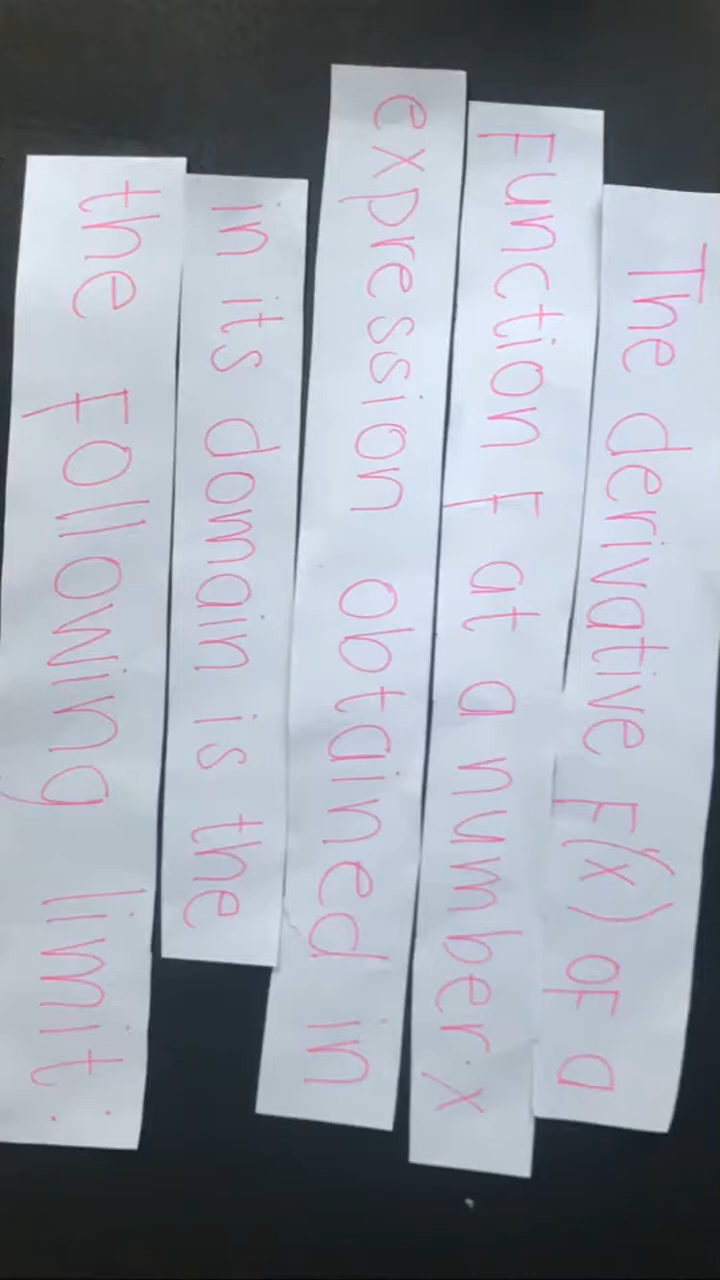 The derivative F'(x) of a
Function F at a number x
expression obtained in
in its domain is the
the following limit: